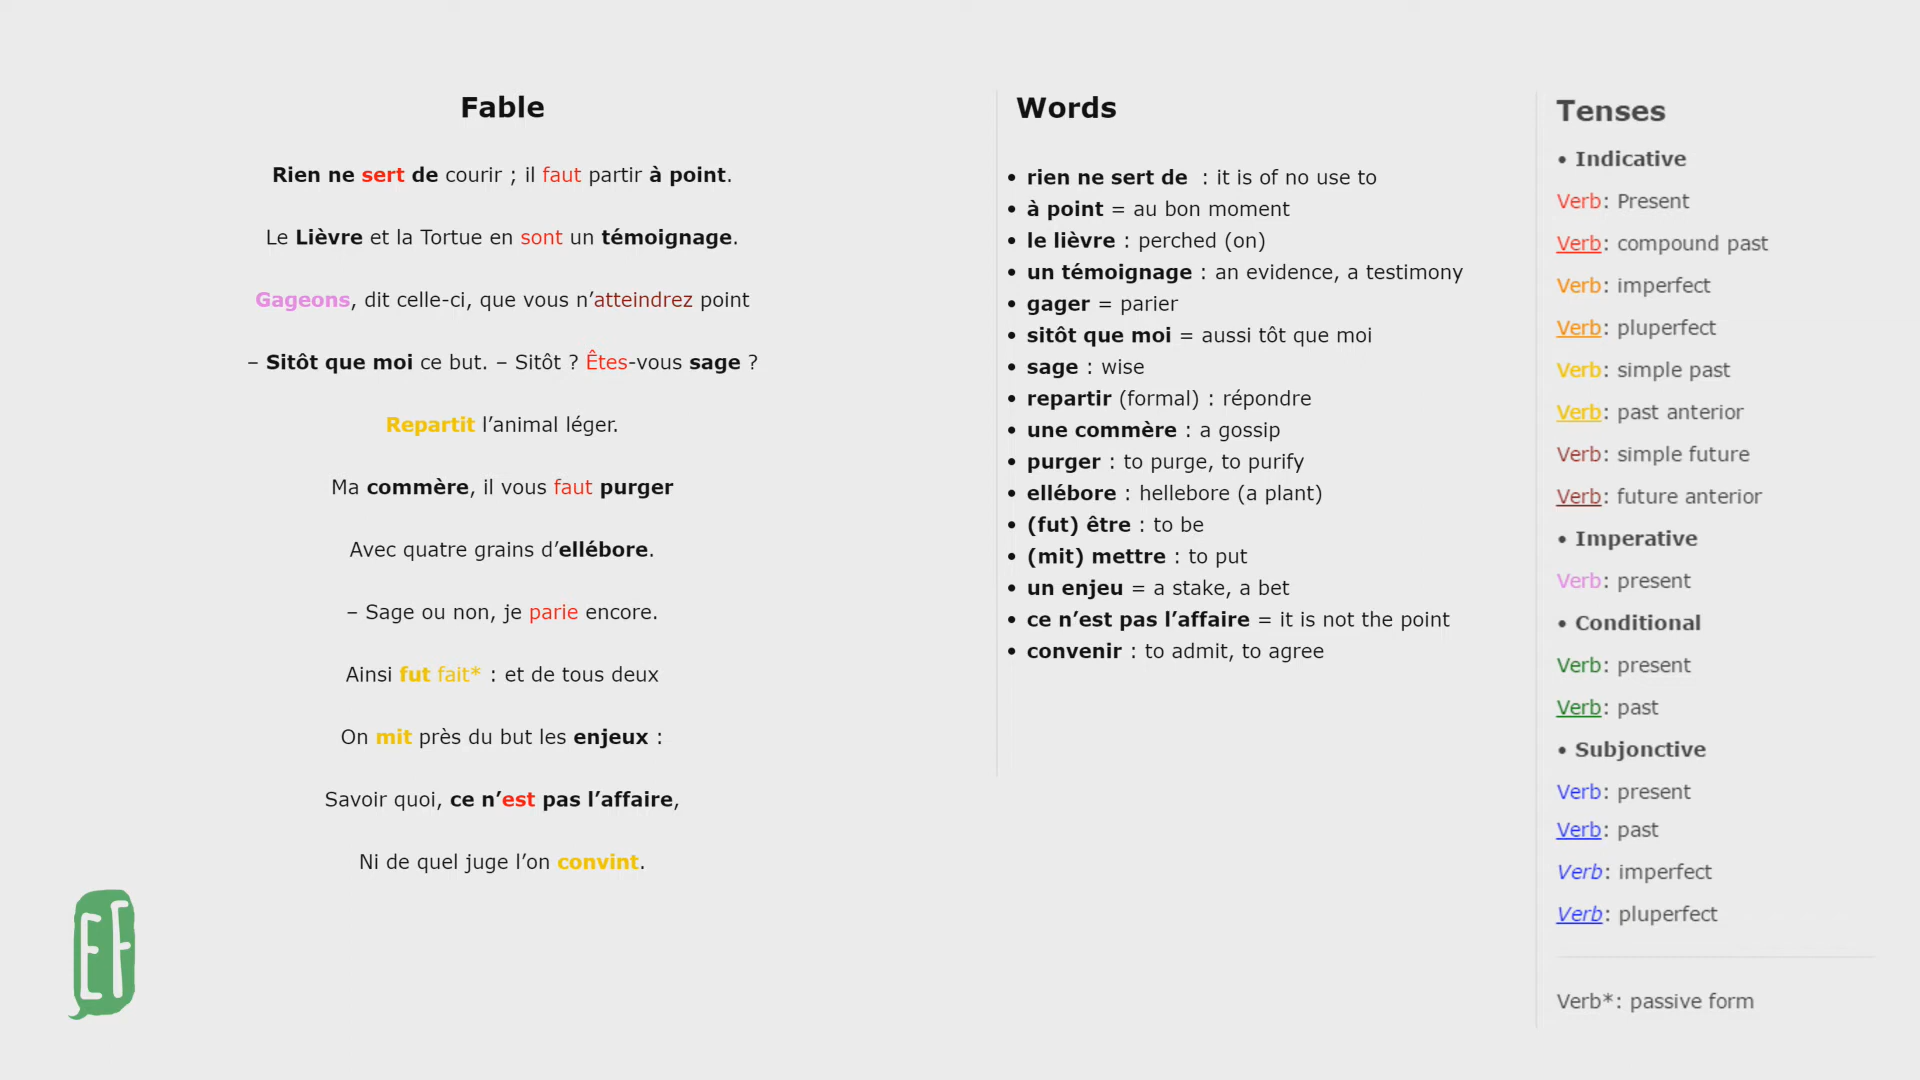 Fable
Rien ne sert de courir ; il faut partir à point.
Le Lièvre et la Tortue en sont un témoignage.
Gageons, dit celle-ci, que vous n’atteindrez point
– Sitôt que moi ce but. – Sitôt ? Êtes-vous sage ?
Repartit l’animal léger.
Ma commère, il vous faut purger
Avec quatre grains d’ellébore.
– Sage ou non, je parie encore.
Ainsi fut fait* : et de tous deux
On mit près du but les enjeux :
Savoir quoi, ce n’est pas l’affaire,
Ni de quel juge l’on convint.
EF
Words
• rien ne sert de : it is of no use to
• à point = au bon moment
• le lièvre : perched (on)
• un témoignage : an evidence, a testimony
• gager = parier
• sitôt que moi = aussi tôt que moi
• sage : wise
• repartir (formal) : répondre
• une commère : a gossip
• purger : to purge, to purify
• ellébore : hellebore (a plant)
• (fut) être : to be
• (mit) mettre : to put
• un enjeu = a stake, a bet
• ce n’est pas l’affaire = it is not the point
• convenir : to admit, to agree
Tenses
• Indicative
Verb: Present
Verb: compound past
Verb: imperfect
Verb: pluperfect
Verb: simple past
Verb: past anterior
Verb: simple future
Verb: future anterior
• Imperative
Verb: present
• Conditional
Verb: present
Verb: past
• Subjonctive
Verb: present
Verb: past
Verb: imperfect
Verb: pluperfect
Verb*: passive form